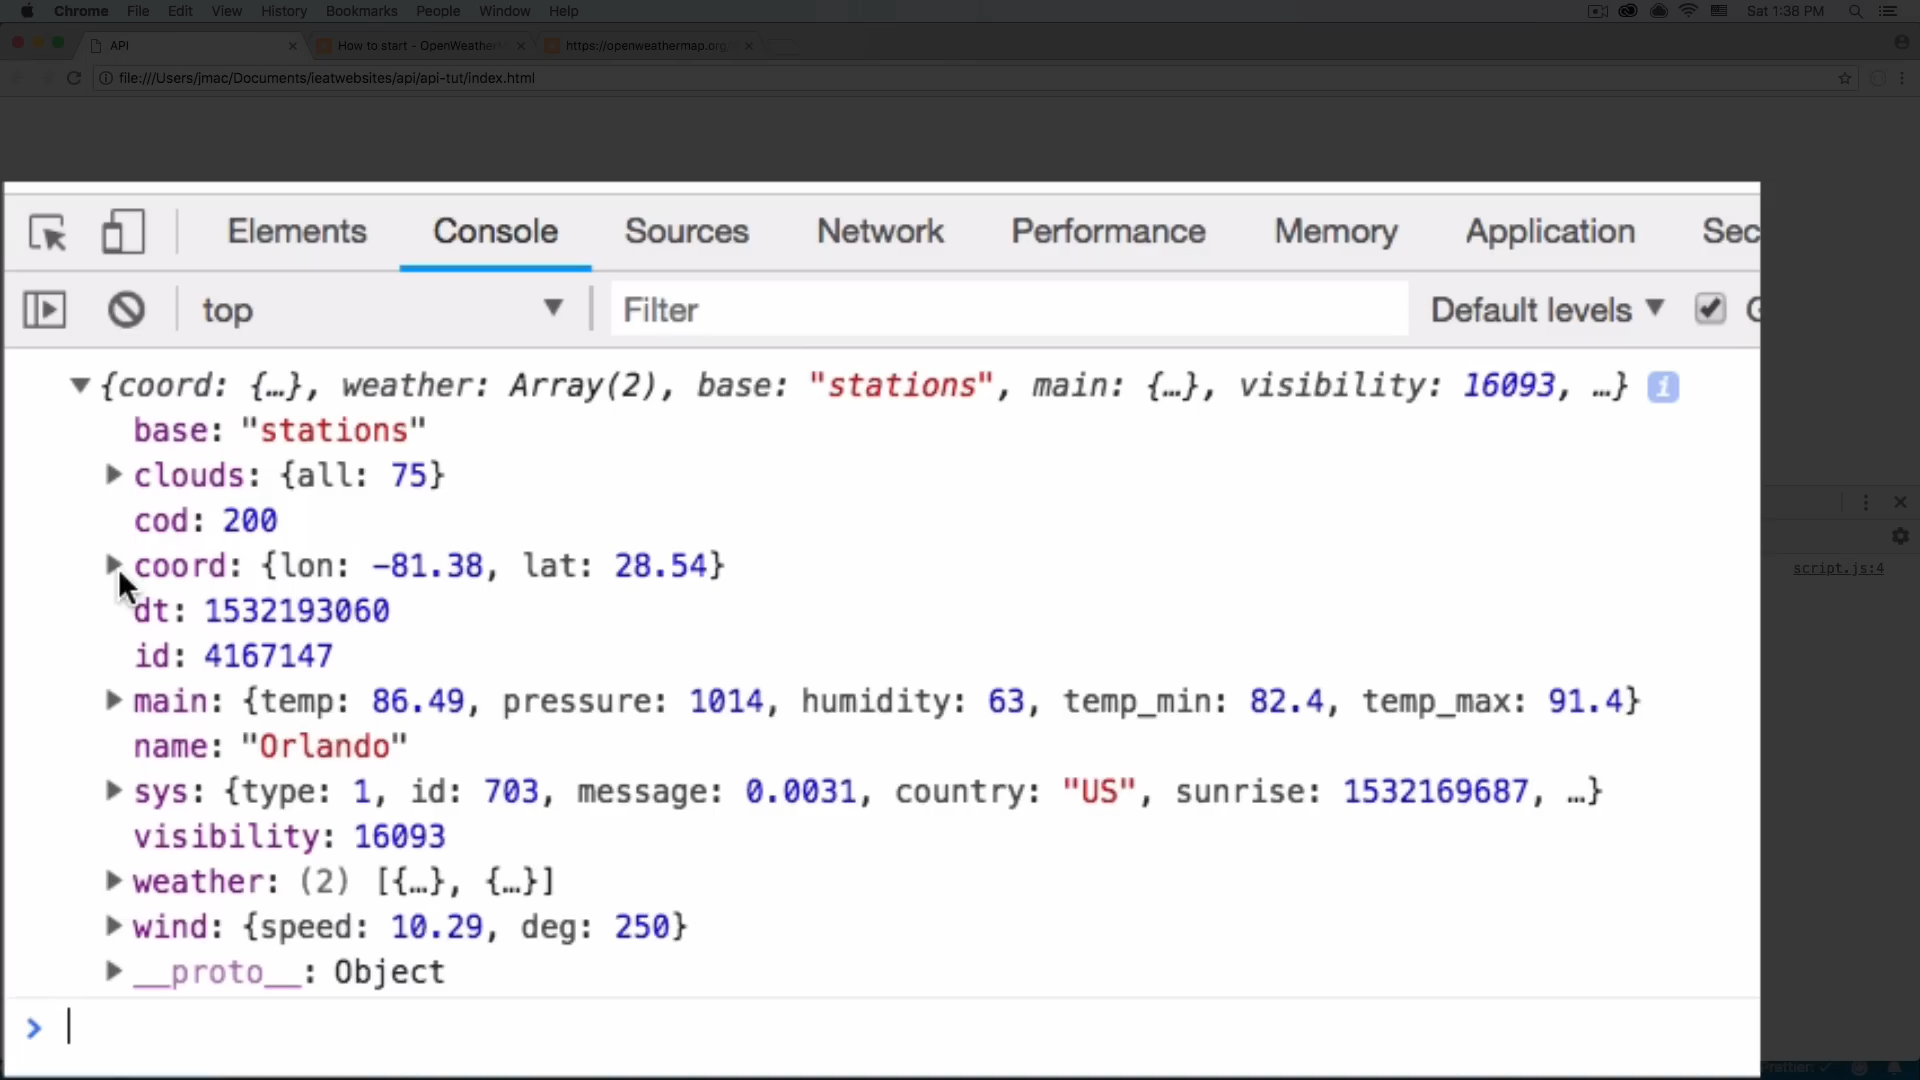 Chrome File Edit View History Bookmarks People Window Help Sat 1:38 PM
API How to start - OpenWeatherM https://openweathermap.org/
file:///Users/jmac/Documents/ieatwebsites/api/api-tut/index.html
Elements Console Sources Network Performance Memory Application Sec
top Filter Default levels G
{coord: {…}, weather: Array(2), base: "stations", main: {…}, visibility: 16093, …}
base: "stations"
clouds: {all: 75}
cod: 200
coord: {lon: -81.38, lat: 28.54}
script.js:4
dt: 1532193060
id: 4167147
main: {temp: 86.49, pressure: 1014, humidity: 63, temp_min: 82.4, temp_max: 91.4}
name: "Orlando"
sys: {type: 1, id: 703, message: 0.0031, country: "US", sunrise: 1532169687, …}
visibility: 16093
weather: (2) [{…}, {…}]
wind: {speed: 10.29, deg: 250}
__proto__: Object
Prettier: ✓